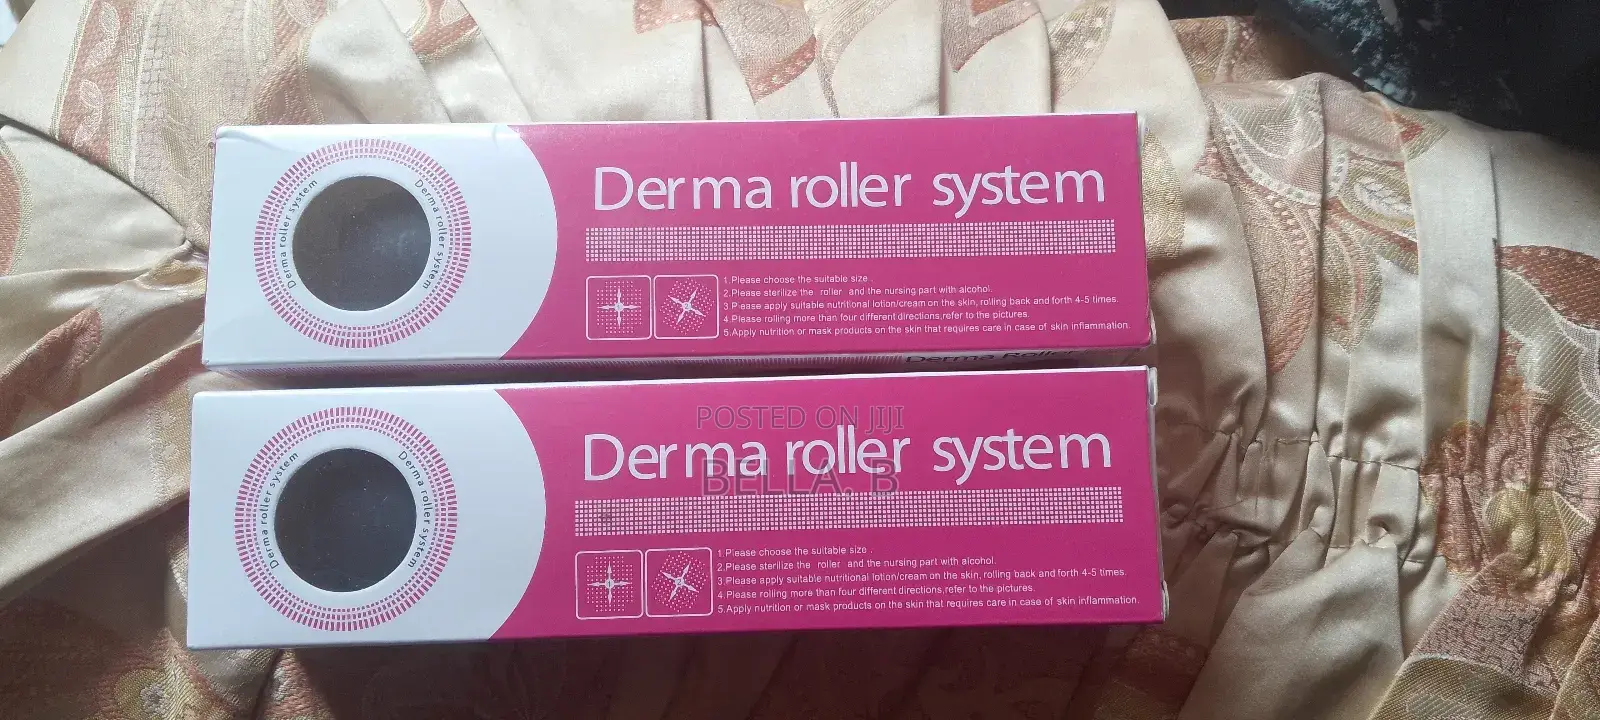 Derma roller system
Derma roller system
Derma roller system
1.Please choose the suitable size .
2.Please sterilize the roller and the nursing part with alcohol.
3 Please apply suitable nutritional lotion/cream on the skin, rolling back and forth 4-5 times.
4.Please rolling more than four different directions,refer to the pictures.
5.Apply nutrition or mask products on the skin that requires care in case of skin inflammation.
Derma Roller
POSTED ON JIJI
BELLA. B
Derma roller system
Derma roller system
Derma roller system
1.Please choose the suitable size .
2.Please sterilize the roller and the nursing part with alcohol.
3.Please apply suitable nutritional lotion/cream on the skin, rolling back and forth 4-5 times.
4.Please rolling more than four different directions,refer to the pictures.
5.Apply nutrition or mask products on the skin that requires care in case of skin inflammation.